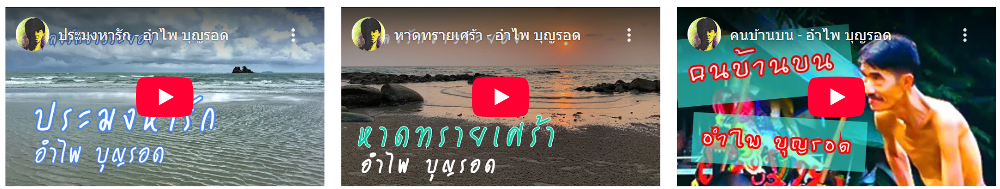 ประมงหารัก - อำไพ บุญรอด
ประมงหารัก
อำไพ บุญรอด
หาดทรายเศร้า - อำไพ บุญรอด
หาดทรายเศร้า
อำไพ บุญรอด
คนบ้านบน - อำไพ บุญรอด
คนบ้านบน
อำไพ บุญรอด